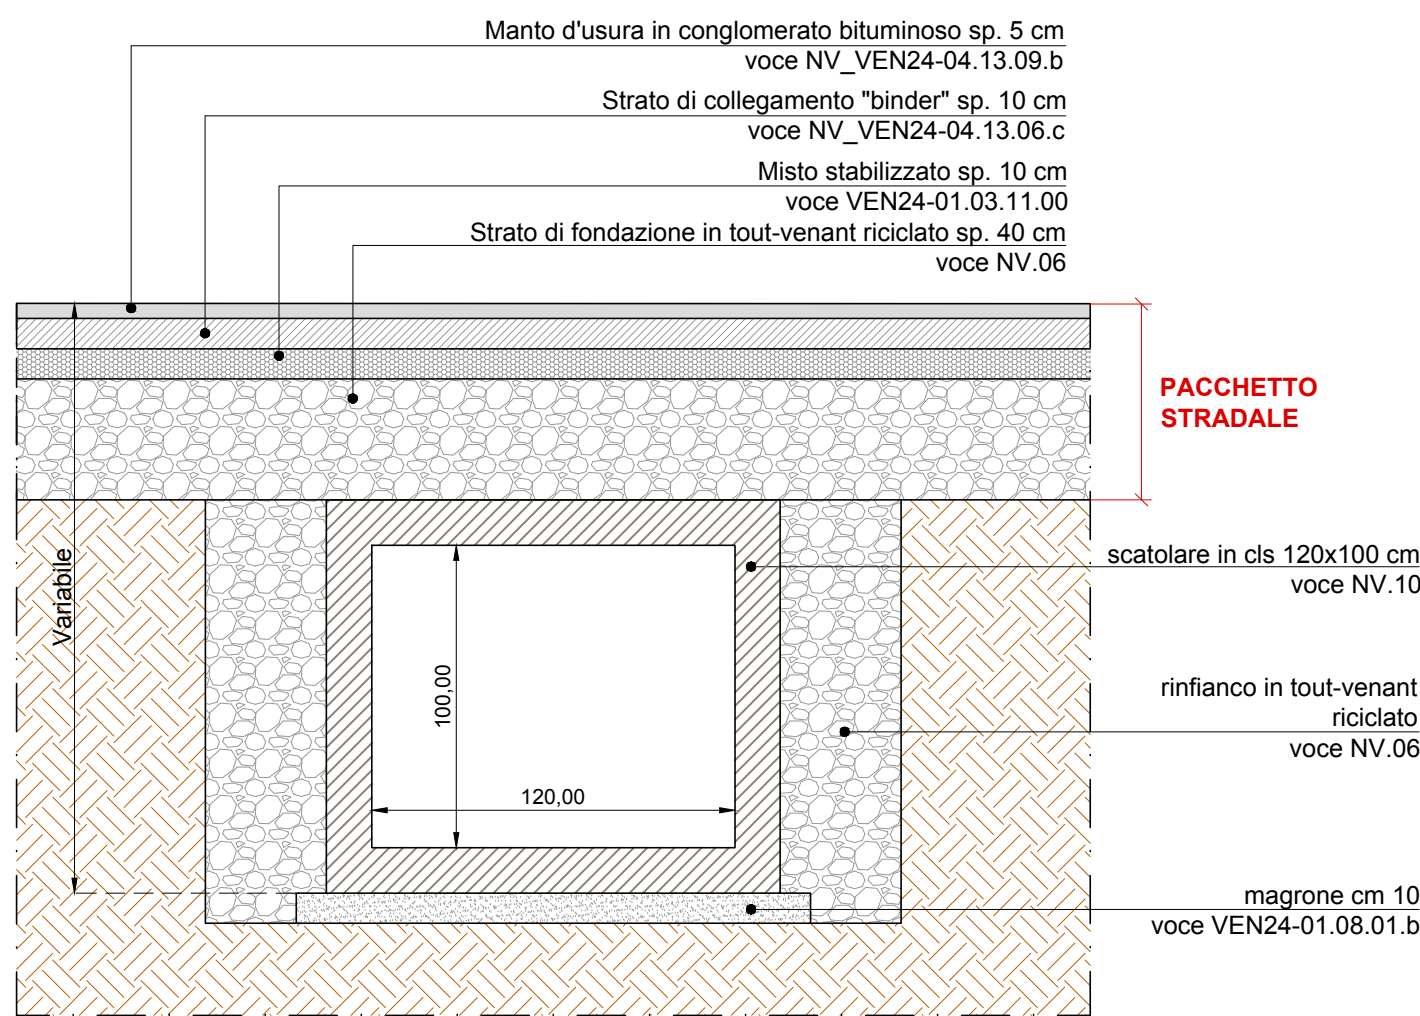 Manto d'usura in conglomerato bituminoso sp. 5 cm
voce NV_VEN24-04.13.09.b
Strato di collegamento "binder" sp. 10 cm
voce NV_VEN24-04.13.06.c
Misto stabilizzato sp. 10 cm
voce VEN24-01.03.11.00
Strato di fondazione in tout-venant riciclato sp. 40 cm
voce NV.06
PACCHETTO
STRADALE
Variabile
scatolare in cls 120x100 cm
voce NV.10
100,00
120,00
rinfianco in tout-venant
riciclato
voce NV.06
magrone cm 10
voce VEN24-01.08.01.b